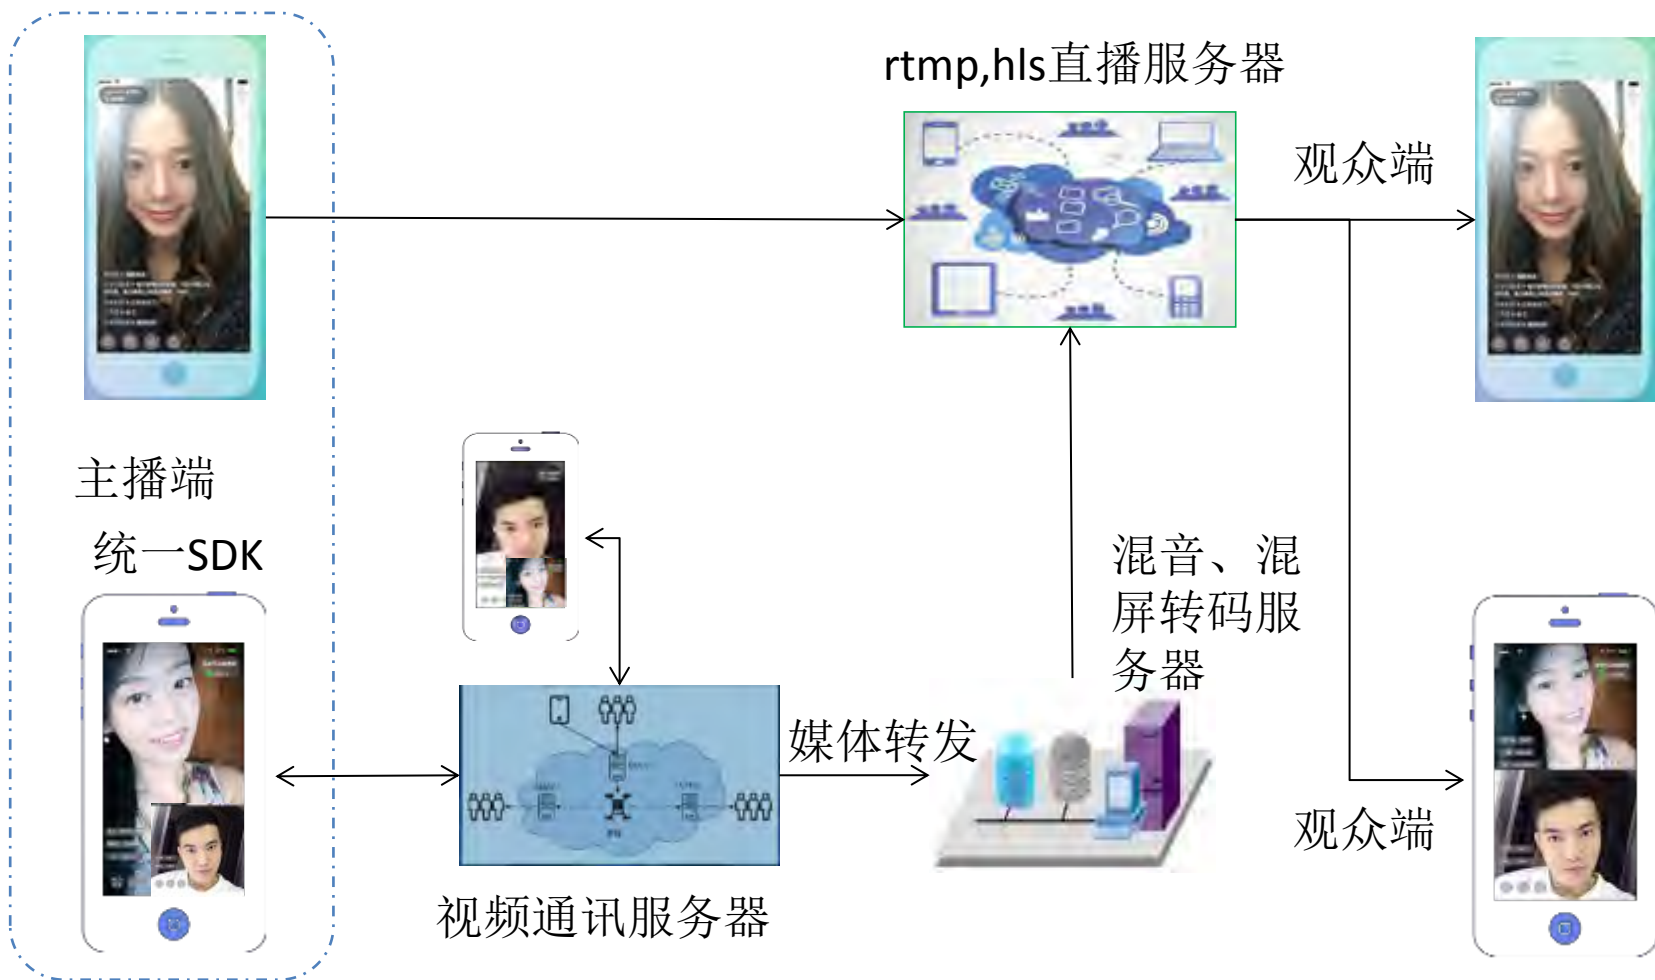 rtmp,hls直播服务器
观众端
主播端
统一SDK
混音、混
屏转码服
务器
媒体转发
观众端
视频通讯服务器